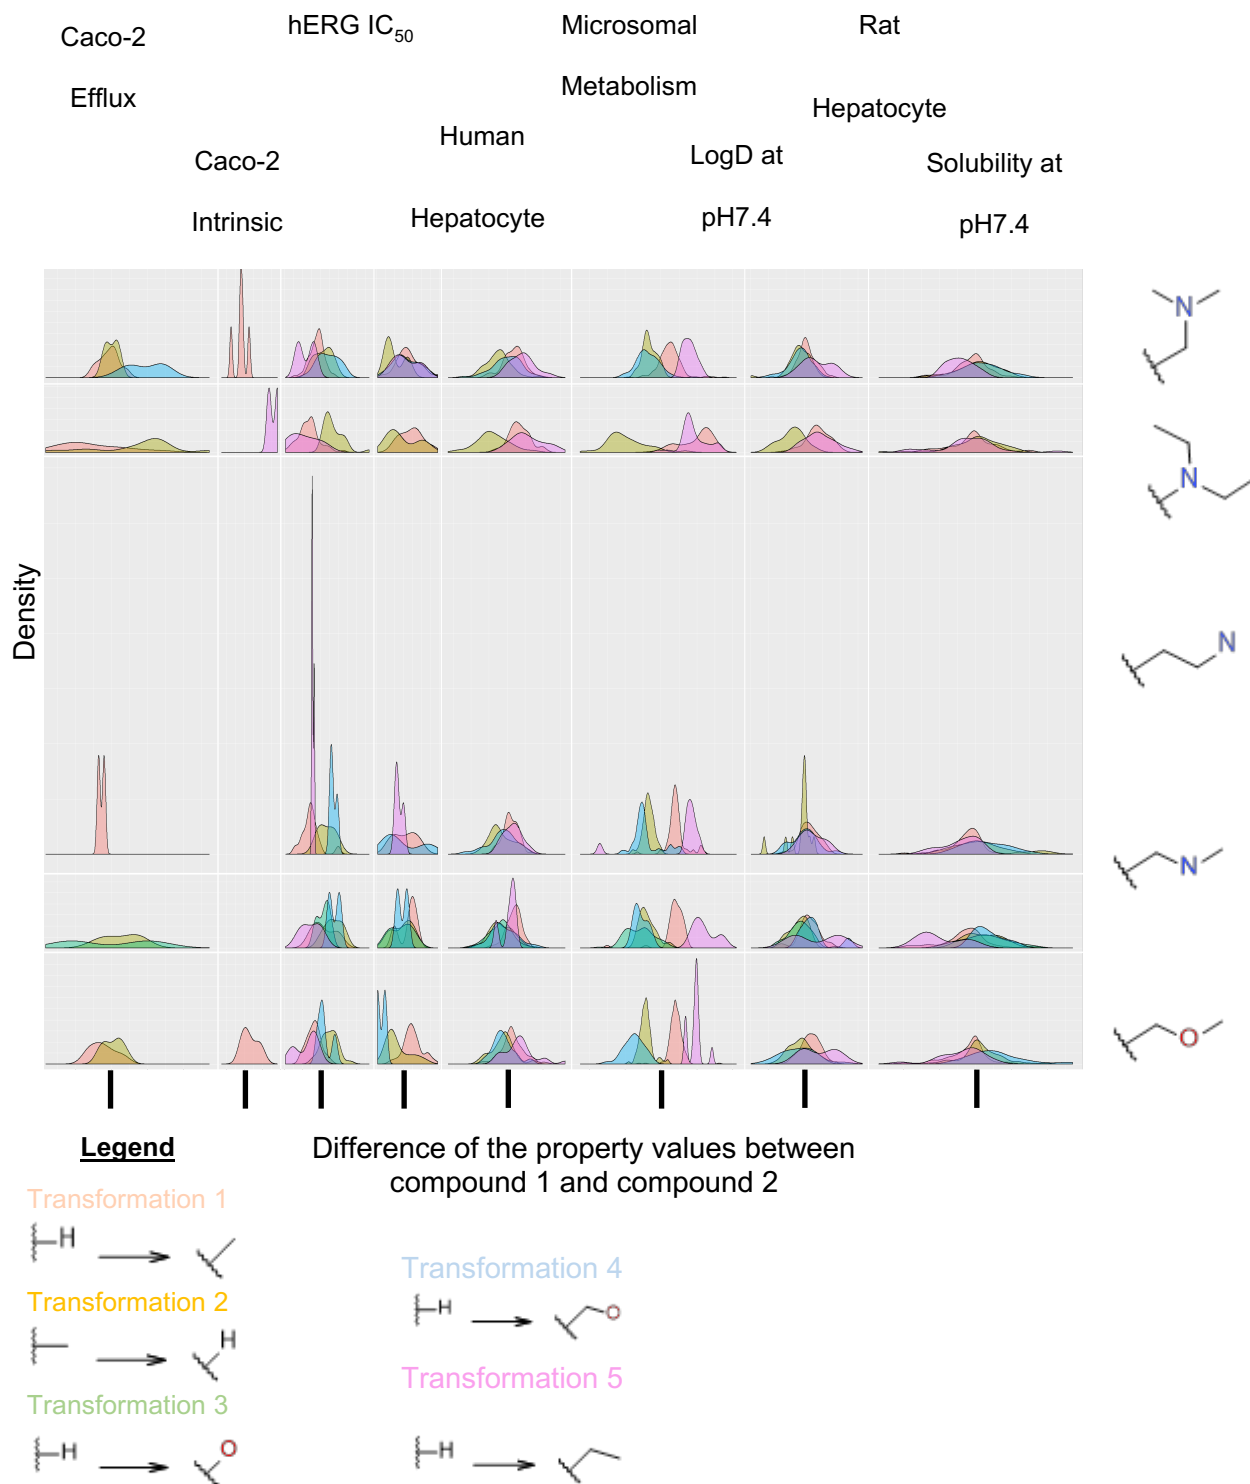 Caco-2
Efflux
hERG IC50
Microsomal
Metabolism
Rat
Hepatocyte
Caco-2
Intrinsic
Human
Hepatocyte
LogD at
pH7.4
Solubility at
pH7.4
Density
N
N
N
N
O
Legend
Difference of the property values between
compound 1 and compound 2
Transformation 1
H
Transformation 2
H
Transformation 3
H
O
Transformation 4
H
O
Transformation 5
H